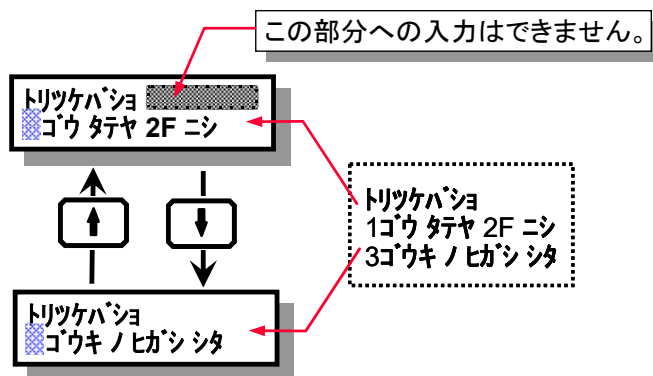 この部分への入力はできません。
トリツケバショ
ゴウ タテヤ 2F ニシ
トリツケバショ
1ゴウ タテヤ 2F ニシ
3ゴウキ ノ ヒガシ シタ
トリツケバショ
ゴウキ ノ ヒガシ シタ